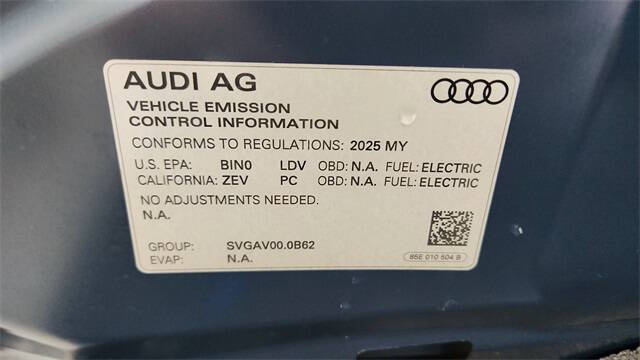 AUDI AG
VEHICLE EMISSION
CONTROL INFORMATION
CONFORMS TO REGULATIONS: 2025 MY
U.S. EPA: BIN0 LDV OBD: N.A. FUEL: ELECTRIC
CALIFORNIA: ZEV PC OBD: N.A. FUEL: ELECTRIC
NO ADJUSTMENTS NEEDED.
N.A.
GROUP: SVGAV00.0B62
EVAP: N.A.
85E 010 504 B